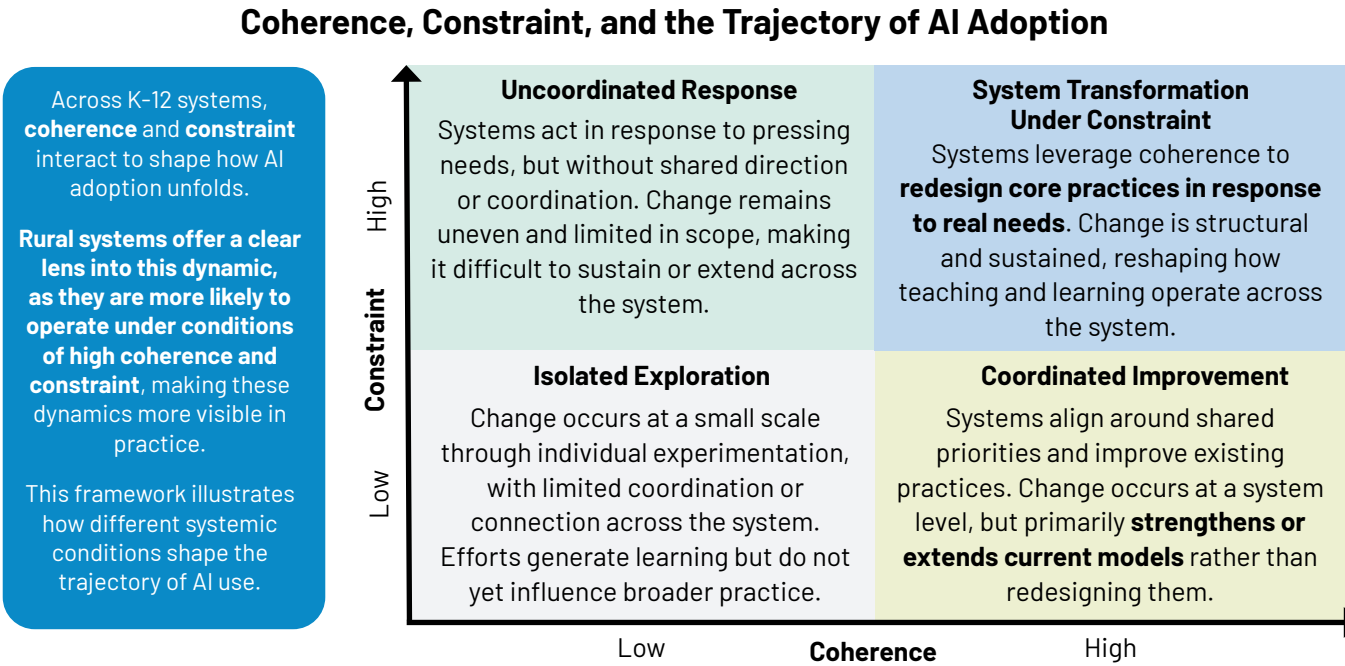 Coherence, Constraint, and the Trajectory of AI Adoption
Across K-12 systems,
coherence and constraint
interact to shape how AI
adoption unfolds.
Rural systems offer a clear
lens into this dynamic,
as they are more likely to
operate under conditions
of high coherence and
constraint, making these
dynamics more visible in
practice.
This framework illustrates
how different systemic
conditions shape the
trajectory of AI use.
Constraint
High
Low
Uncoordinated Response
Systems act in response to pressing
needs, but without shared direction
or coordination. Change remains
uneven and limited in scope, making
it difficult to sustain or extend across
the system.
System Transformation
Under Constraint
Systems leverage coherence to
redesign core practices in response
to real needs. Change is structural
and sustained, reshaping how
teaching and learning operate across
the system.
Isolated Exploration
Change occurs at a small scale
through individual experimentation,
with limited coordination or
connection across the system.
Efforts generate learning but do not
yet influence broader practice.
Coordinated Improvement
Systems align around shared
priorities and improve existing
practices. Change occurs at a system
level, but primarily strengthens or
extends current models rather than
redesigning them.
Low
Coherence
High